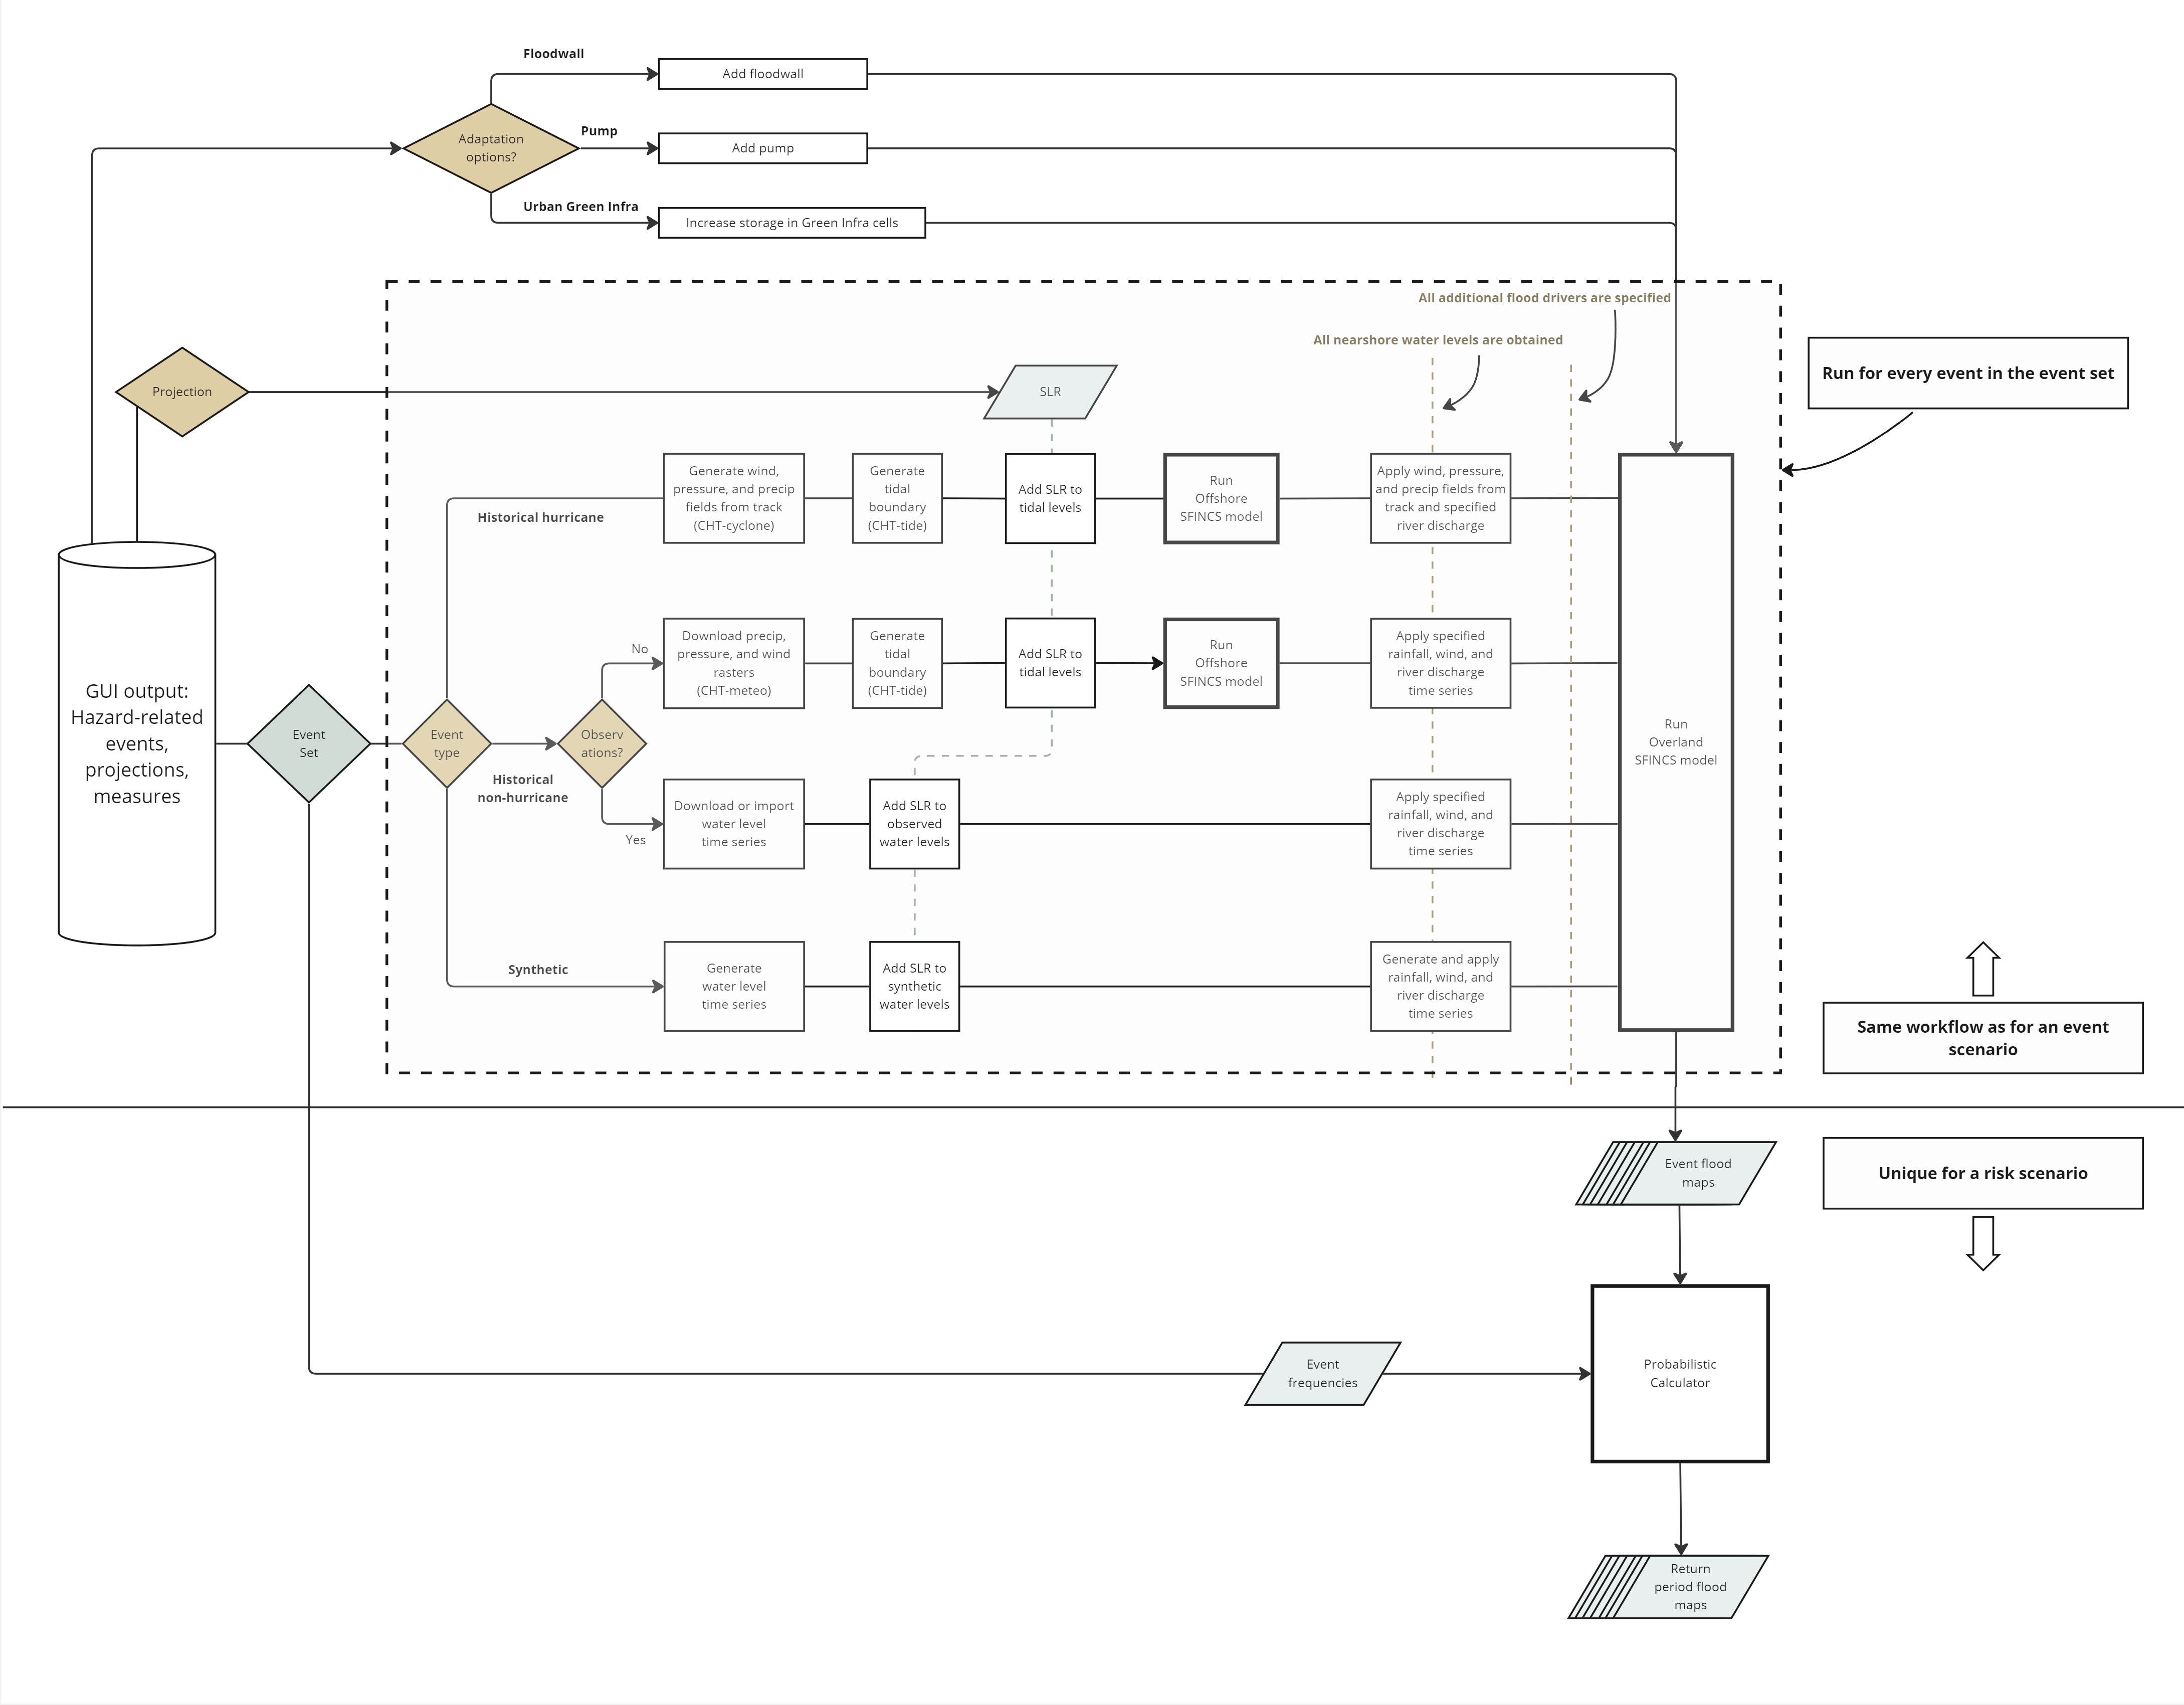 Floodwall
Add floodwall
Adaptation
options?
Pump
Add pump
Urban Green Infra
Increase storage in Green Infra cells
All additional flood drivers are specified
All nearshore water levels are obtained
Run for every event in the event set
Projection
SLR
Generate wind,
pressure, and precip
fields from track
(CHT-cyclone)
Generate
tidal
boundary
(CHT-tide)
Add SLR to
tidal levels
Run
Offshore
SFINCS model
Apply wind, pressure,
and precip fields from
track and specified
river discharge
Historical hurricane
No
Download precip,
pressure, and wind
rasters
(CHT-meteo)
Generate
tidal
boundary
(CHT-tide)
Add SLR to
tidal levels
Run
Offshore
SFINCS model
Apply specified
rainfall, wind, and
river discharge
time series
GUI output:
Hazard-related
events,
projections,
measures
Event
Set
Event
type
Observ
ations?
Historical
non-hurricane
Run
Overland
SFINCS model
Yes
Download or import
water level
time series
Add SLR to
observed
water levels
Apply specified
rainfall, wind, and
river discharge
time series
Synthetic
Generate
water level
time series
Add SLR to
synthetic
water levels
Generate and apply
rainfall, wind, and
river discharge
time series
Same workflow as for an event
scenario
Event flood
maps
Unique for a risk scenario
Event
frequencies
Probabilistic
Calculator
Return
period flood
maps